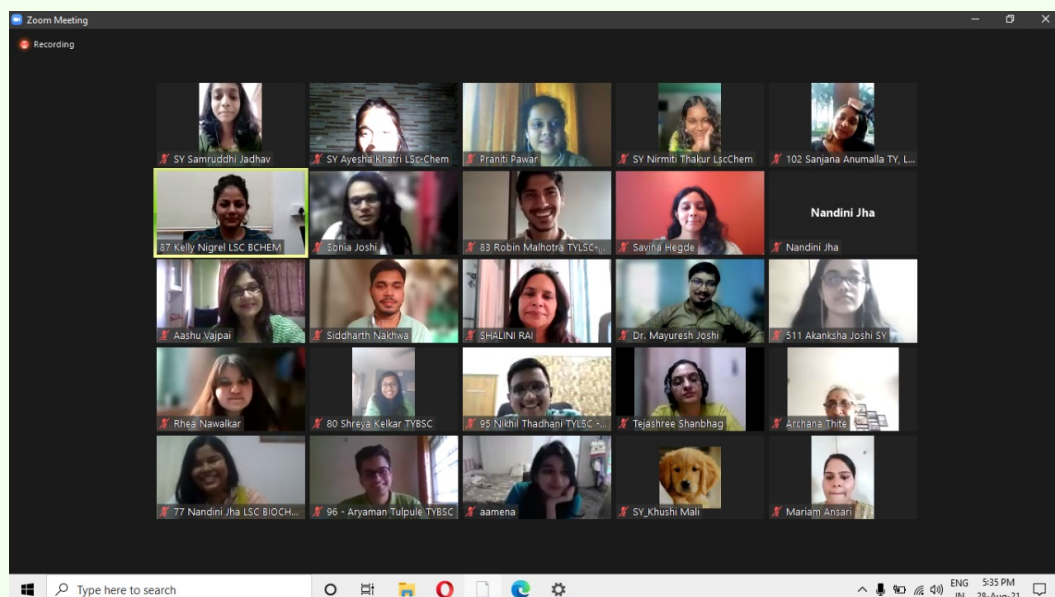 Zoom Meeting
Recording
SY Samruddhi Jadhav
SY Ayesha Khatri LSc-Chem
Praniti Pawar
SY Nirmiti Thakur LscChem
102 Sanjana Anumalla TY, L...
87 Kelly Nigrel LSC BCHEM
Sonia Joshi
83 Robin Malhotra TYLSC-...
Saviha Hegde
Nandini Jha
Nandini Jha
Aashu Vajpai
Siddharth Nakhwa
SHALINI RAI
Dr. Mayuresh Joshi
511 Akanksha Joshi SY
Rhea Nawalkar
80 Shreya Kelkar TYBSC
95 Nikhil Thadhani TYLSC -...
Tejashree Shanbhag
Archana Thite
77 Nandini Jha LSC BIOCH...
96 - Aryaman Tulpule TYBSC
aamena
SY_Khushi Mali
Mariam Ansari
Type here to search
ENG 5:35 PM
IN 28-Aug-21